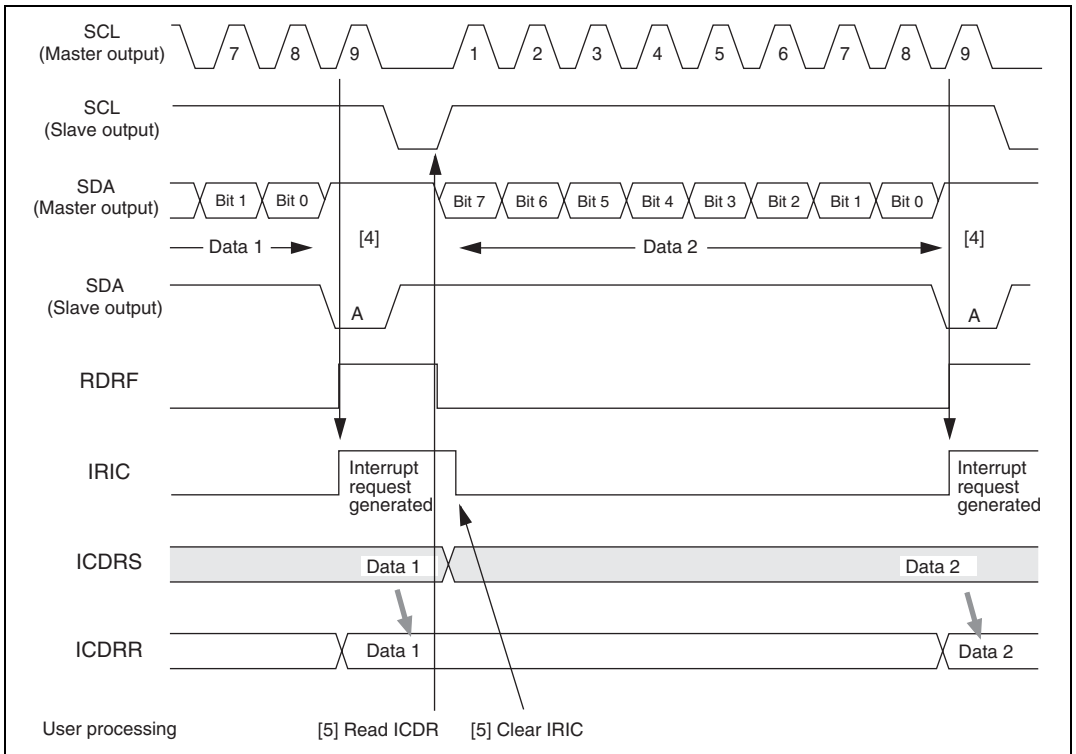 SCL
(Master output)
7 8 9 1 2 3 4 5 6 7 8 9
SCL
(Slave output)
SDA
(Master output)
Bit 1 Bit 0 Bit 7 Bit 6 Bit 5 Bit 4 Bit 3 Bit 2 Bit 1 Bit 0
Data 1 [4] Data 2 [4]
SDA
(Slave output)
A A
RDRF
IRIC
Interrupt
request
generated
Interrupt
request
generated
ICDRS
Data 1 Data 2
ICDRR
Data 1 Data 2
User processing [5] Read ICDR [5] Clear IRIC